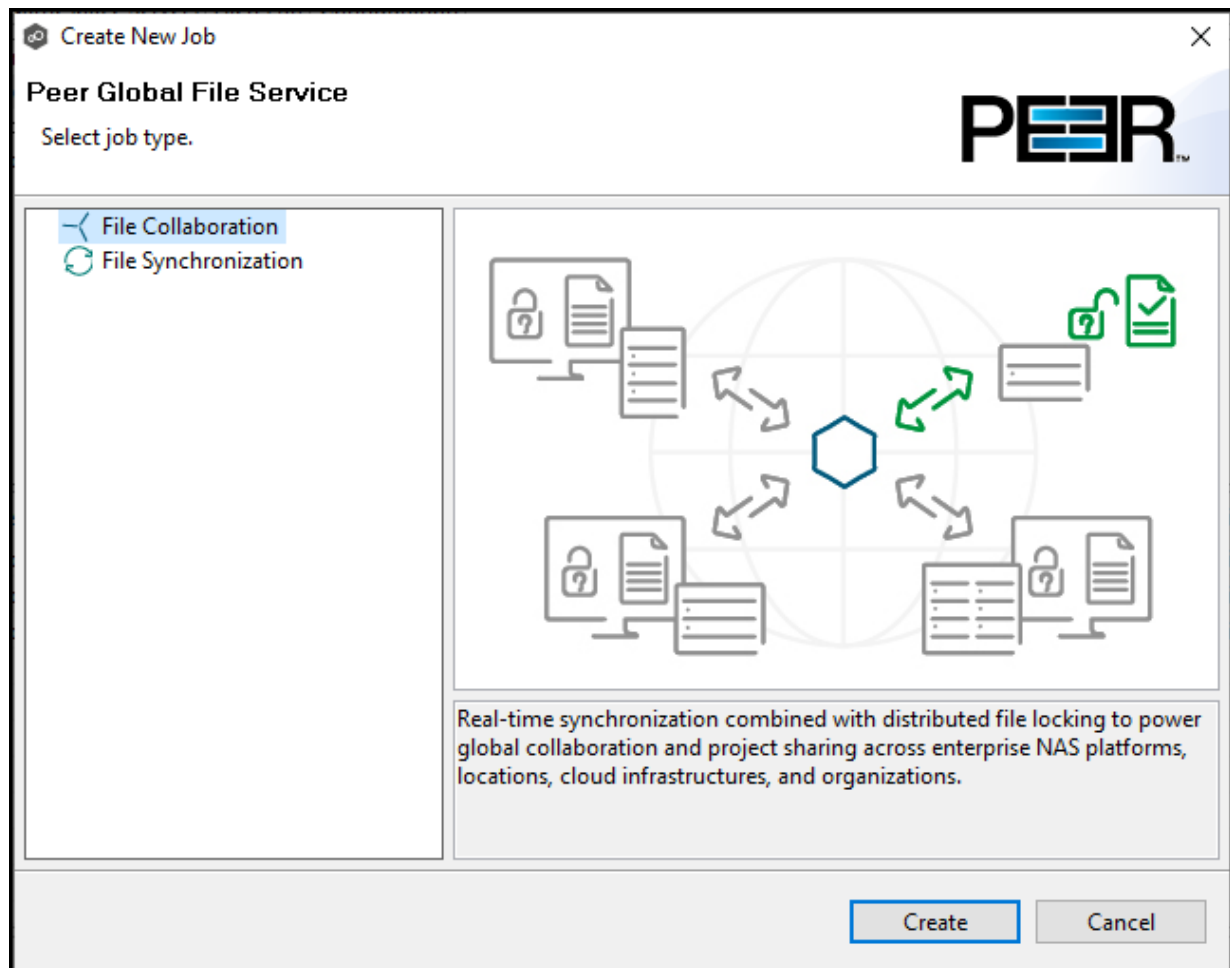 Create New Job
Peer Global File Service
Select job type.
PEER™
File Collaboration
File Synchronization
Real-time synchronization combined with distributed file locking to power
global collaboration and project sharing across enterprise NAS platforms,
locations, cloud infrastructures, and organizations.
Create
Cancel